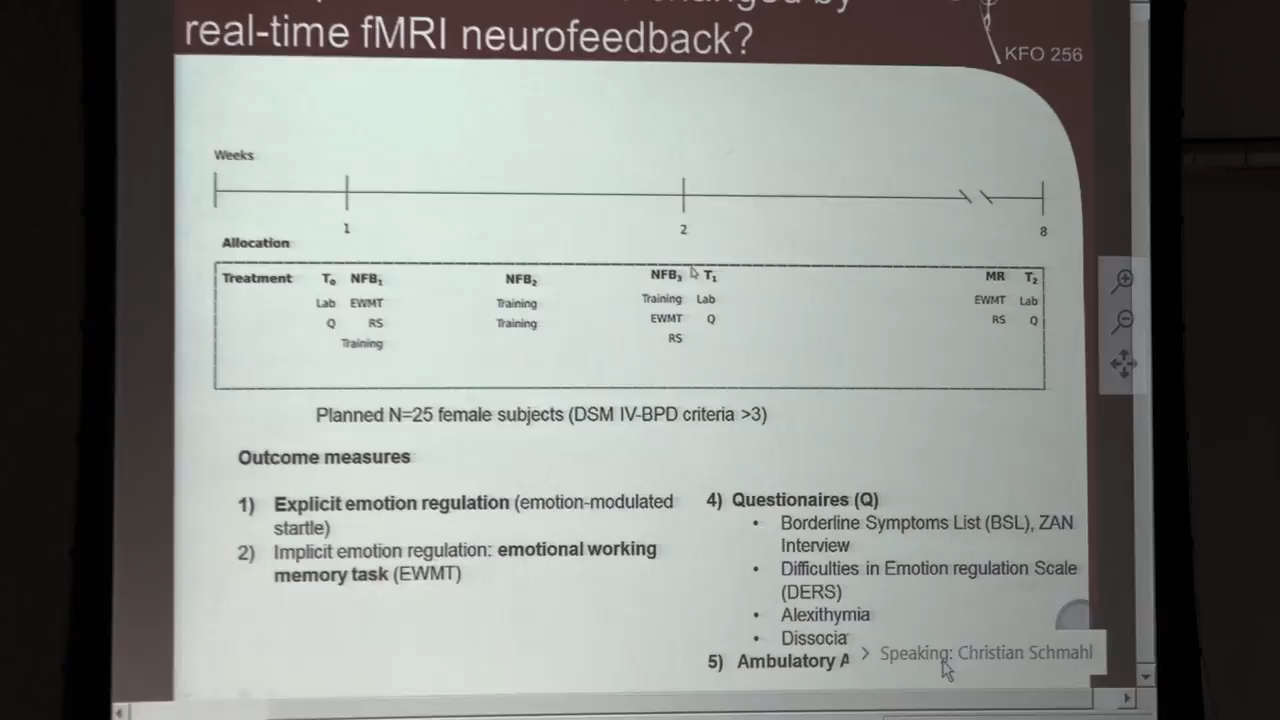 by
real-time fMRI neurofeedback?
KFO 256
Weeks
1
2
8
Allocation
Treatment T₀ NFB₁ NFB₂ NFB₃ T₁ MR T₂
Lab EWMT Training Training Lab EWMT Lab
Q RS Training EWMT Q RS Q
Training RS
Planned N=25 female subjects (DSM IV-BPD criteria >3)
Outcome measures
1) Explicit emotion regulation (emotion-modulated
startle)
2) Implicit emotion regulation: emotional working
memory task (EWMT)
4) Questionaires (Q)
• Borderline Symptoms List (BSL), ZAN
Interview
• Difficulties in Emotion regulation Scale
(DERS)
• Alexithymia
• Dissocia
5) Ambulatory A
> Speaking: Christian Schmahl